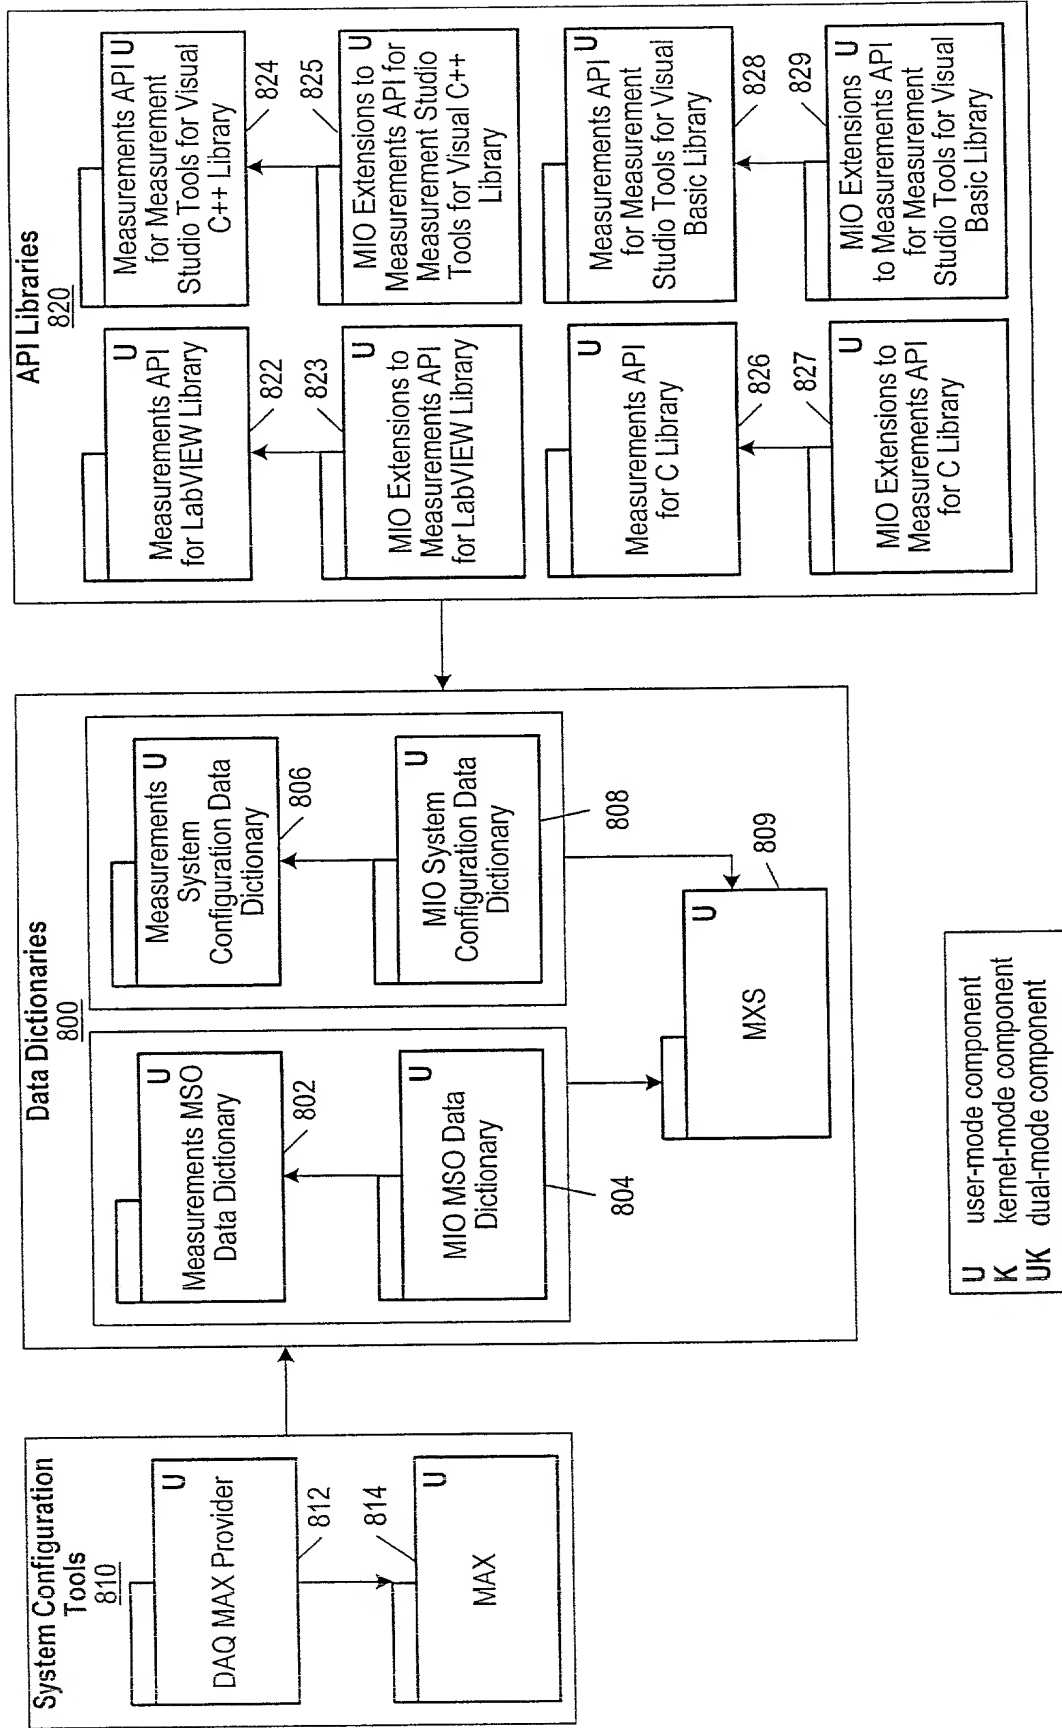 System Configuration
Tools
810
U
DAQ MAX Provider
812
814
U
MAX
Data Dictionaries
800
U
Measurements MSO
Data Dictionary
802
U
MIO MSO Data
Dictionary
804
Measurements U
System
Configuration Data
Dictionary
806
U
MIO System
Configuration Data
Dictionary
808
809
U
MXS
API Libraries
820
U
Measurements API
for LabVIEW Library
822
823
U
MIO Extensions to
Measurements API
for LabVIEW Library
Measurements API U
for Measurement
Studio Tools for Visual
C++ Library
824
825
MIO Extensions to U
Measurements API for
Measurement Studio
Tools for Visual C++
Library
U
Measurements API
for C Library
826
827
U
MIO Extensions to
Measurements API
for C Library
U
Measurements API
for Measurement
Studio Tools for Visual
Basic Library
828
829
MIO Extensions U
to Measurements API
for Measurement
Studio Tools for Visual
Basic Library
U user-mode component
K kernel-mode component
UK dual-mode component